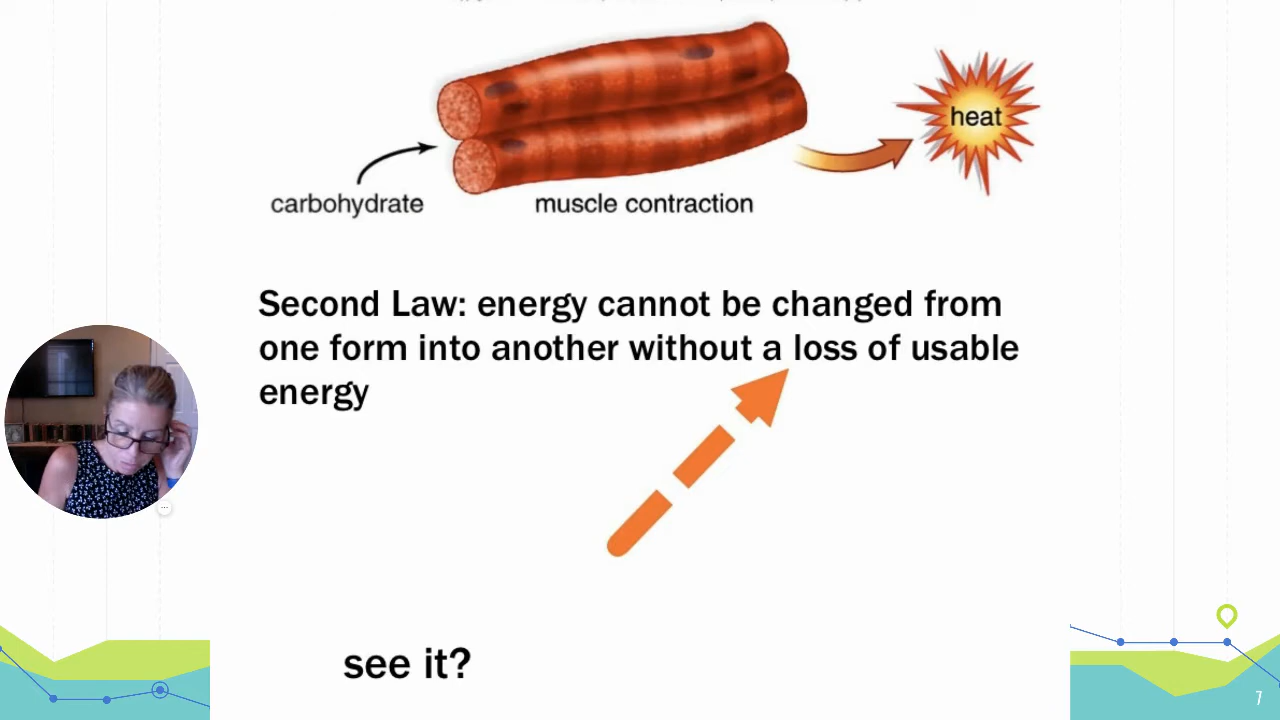 heat
carbohydrate
muscle contraction
Second Law: energy cannot be changed from
one form into another without a loss of usable
energy
see it?
7